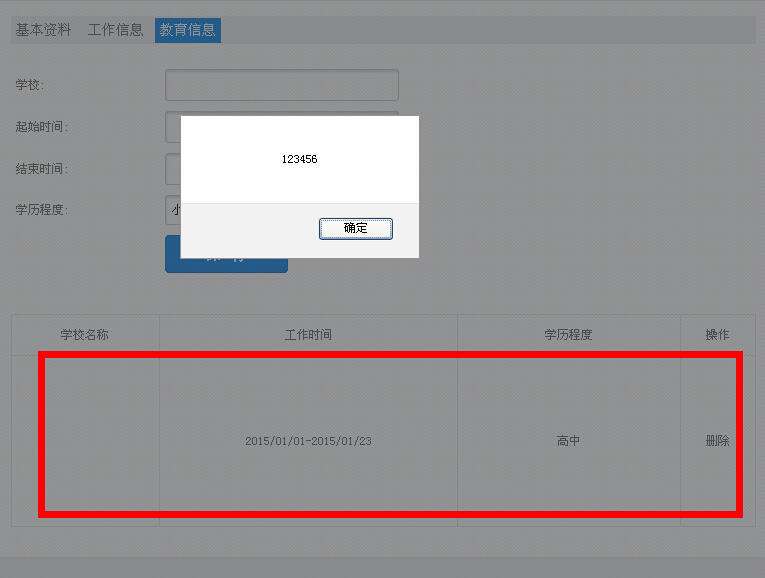 基本资料 工作信息 教育信息
学校:
起始时间:
结束时间:
学历程度:
小
123456
确定
学校名称 工作时间 学历程度 操作
2015/01/01-2015/01/23 高中 删除